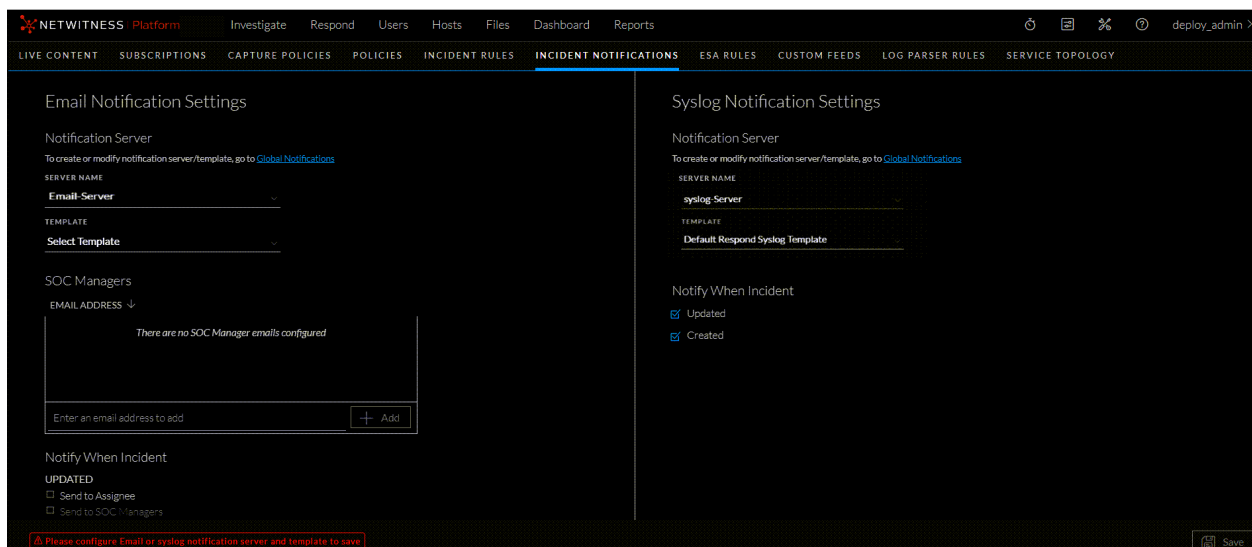 NETWITNESS Platform Investigate Respond Users Hosts Files Dashboard Reports deploy_admin
LIVE CONTENT SUBSCRIPTIONS CAPTURE POLICIES POLICIES INCIDENT RULES INCIDENT NOTIFICATIONS ESA RULES CUSTOM FEEDS LOG PARSER RULES SERVICE TOPOLOGY
Email Notification Settings
Notification Server
To create or modify notification server/template, go to Global Notifications
SERVER NAME
Email-Server
TEMPLATE
Select Template
SOC Managers
EMAIL ADDRESS
There are no SOC Manager emails configured
Enter an email address to add
Add
Notify When Incident
UPDATED
Send to Assignee
Send to SOC Managers
Syslog Notification Settings
Notification Server
To create or modify notification server/template, go to Global Notifications
SERVER NAME
syslog-Server
TEMPLATE
Default Respond Syslog Template
Notify When Incident
Updated
Created
Please configure Email or syslog notification server and template to save
Save